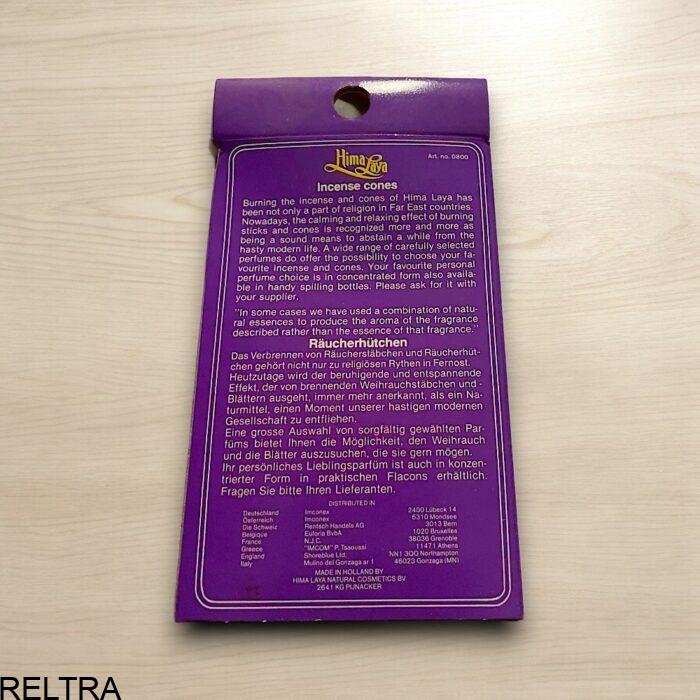 Hima Laya
Art. no. 0800
Incense cones
Burning the incense and cones of Hima Laya has
been not only a part of religion in Far East countries.
Nowadays, the calming and relaxing effect of burning
sticks and cones is recognized more and more as
being a sound means to abstain a while from the
hasty modern life. A wide range of carefully selected
perfumes do offer the possibility to choose your fa-
vourite incense and cones. Your favourite personal
perfume choice is in concentrated form also availa-
ble in handy spilling bottles. Please ask for it with
your supplier.
"In some cases we have used a combination of natu-
ral essences to produce the aroma of the fragrance
described rather than the essence of that fragrance."
Räucherhütchen
Das Verbrennen von Räucherstäbchen und Räucherhüt-
chen gehört nicht nur zu religiösen Rythen in Fernost.
Heutzutage wird der beruhigende und entspannende
Effekt, der von brennenden Weihrauchstäbchen und -
Blättern ausgeht, immer mehr anerkannt, als ein Na-
turmittel, einen Moment unserer hastigen modernen
Gesellschaft zu entfliehen.
Eine grosse Auswahl von sorgfältig gewählten Par-
füms bietet Ihnen die Möglichkeit, den Weihrauch
und die Blätter auszusuchen, die sie gern mögen.
Ihr persönliches Lieblingsparfüm ist auch in konzen-
trierter Form in praktischen Flacons erhältlich.
Fragen Sie bitte Ihren Lieferanten.
DISTRIBUTED IN
Deutschland Imconex 2400 Lübeck 14
Österreich Imconex 5310 Mondsee
Die Schweiz Rentsch Handels AG 3013 Bern
Belgique Euforia BvbA 1020 Bruxelles
France N.J.C. 38036 Grenoble
Greece "IMCOM" P. Tsaoussi 11471 Athena
England Shoreblue Ltd, NN1 3QQ Northampton
Italy Mulino del Gonzaga ar 1 46023 Gonzaga (MN)
MADE IN HOLLAND BY
HIMA LAYA NATURAL COSMETICS BV
2641 KG PIJNACKER
RELTRA